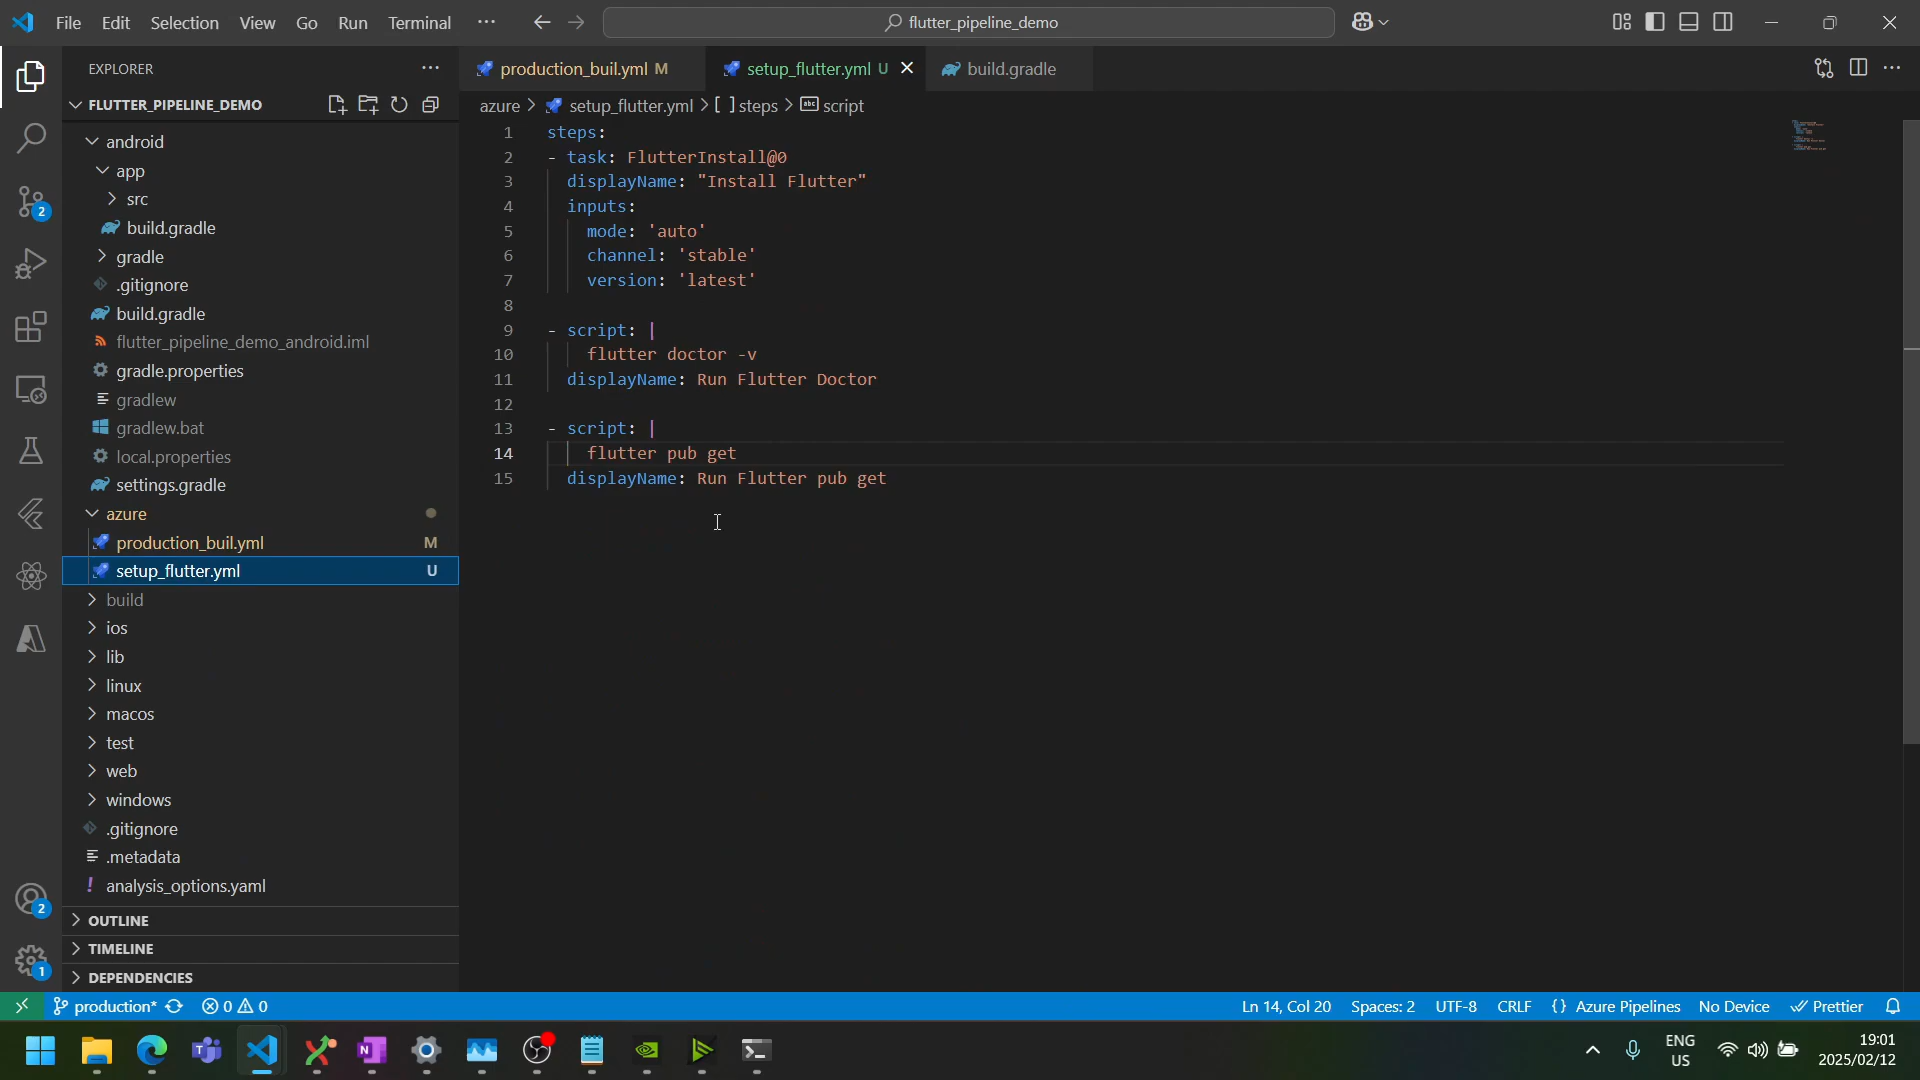 File Edit Selection View Go Run Terminal ··· flutter_pipeline_demo
EXPLORER
production_buil.yml M setup_flutter.yml U build.gradle
FLUTTER_PIPELINE_DEMO
azure > setup_flutter.yml > [ ] steps > abc script
android
app
src
build.gradle
gradle
.gitignore
build.gradle
flutter_pipeline_demo_android.iml
gradle.properties
gradlew
gradlew.bat
local.properties
settings.gradle
azure
production_buil.yml M
setup_flutter.yml U
build
ios
lib
linux
macos
test
web
windows
.gitignore
.metadata
! analysis_options.yaml
OUTLINE
TIMELINE
DEPENDENCIES
2
2
1
1 steps:
2 - task: FlutterInstall@0
3 displayName: "Install Flutter"
4 inputs:
5 mode: 'auto'
6 channel: 'stable'
7 version: 'latest'
8
9 - script: |
10 flutter doctor -v
11 displayName: Run Flutter Doctor
12
13 - script: |
14 flutter pub get
15 displayName: Run Flutter pub get
production* 0 0 Ln 14, Col 20 Spaces: 2 UTF-8 CRLF {} Azure Pipelines No Device Prettier
ENG
US
19:01
2025/02/12